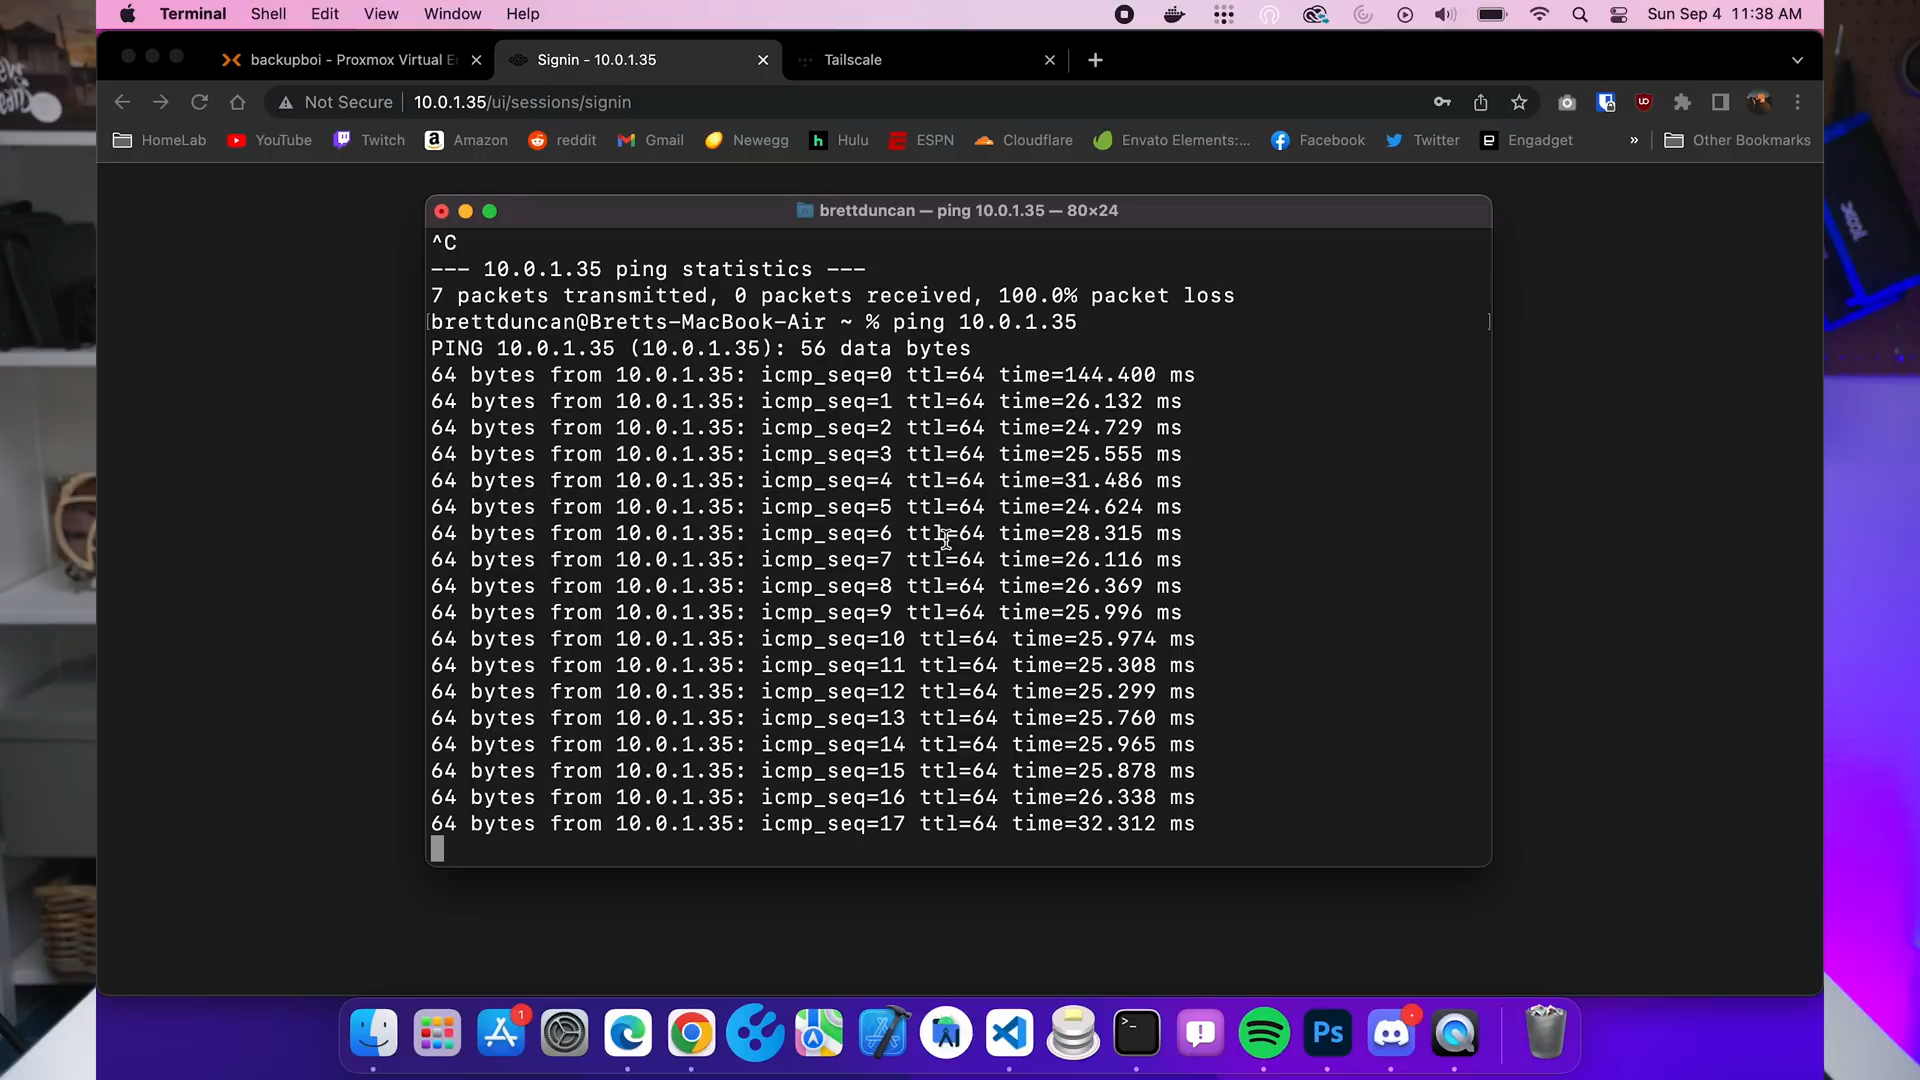 Terminal Shell Edit View Window Help Sun Sep 4 11:38 AM
backupboi - Proxmox Virtual E Signin - 10.0.1.35 Tailscale
Not Secure 10.0.1.35/ui/sessions/signin
HomeLab YouTube Twitch Amazon reddit Gmail Newegg Hulu ESPN Cloudflare Envato Elements:... Facebook Twitter Engadget » Other Bookmarks
brettduncan — ping 10.0.1.35 — 80×24
^C
--- 10.0.1.35 ping statistics ---
7 packets transmitted, 0 packets received, 100.0% packet loss
[brettduncan@Bretts-MacBook-Air ~ % ping 10.0.1.35 ]
PING 10.0.1.35 (10.0.1.35): 56 data bytes
64 bytes from 10.0.1.35: icmp_seq=0 ttl=64 time=144.400 ms
64 bytes from 10.0.1.35: icmp_seq=1 ttl=64 time=26.132 ms
64 bytes from 10.0.1.35: icmp_seq=2 ttl=64 time=24.729 ms
64 bytes from 10.0.1.35: icmp_seq=3 ttl=64 time=25.555 ms
64 bytes from 10.0.1.35: icmp_seq=4 ttl=64 time=31.486 ms
64 bytes from 10.0.1.35: icmp_seq=5 ttl=64 time=24.624 ms
64 bytes from 10.0.1.35: icmp_seq=6 ttl=64 time=28.315 ms
64 bytes from 10.0.1.35: icmp_seq=7 ttl=64 time=26.116 ms
64 bytes from 10.0.1.35: icmp_seq=8 ttl=64 time=26.369 ms
64 bytes from 10.0.1.35: icmp_seq=9 ttl=64 time=25.996 ms
64 bytes from 10.0.1.35: icmp_seq=10 ttl=64 time=25.974 ms
64 bytes from 10.0.1.35: icmp_seq=11 ttl=64 time=25.308 ms
64 bytes from 10.0.1.35: icmp_seq=12 ttl=64 time=25.299 ms
64 bytes from 10.0.1.35: icmp_seq=13 ttl=64 time=25.760 ms
64 bytes from 10.0.1.35: icmp_seq=14 ttl=64 time=25.965 ms
64 bytes from 10.0.1.35: icmp_seq=15 ttl=64 time=25.878 ms
64 bytes from 10.0.1.35: icmp_seq=16 ttl=64 time=26.338 ms
64 bytes from 10.0.1.35: icmp_seq=17 ttl=64 time=32.312 ms
1 >_ Ps